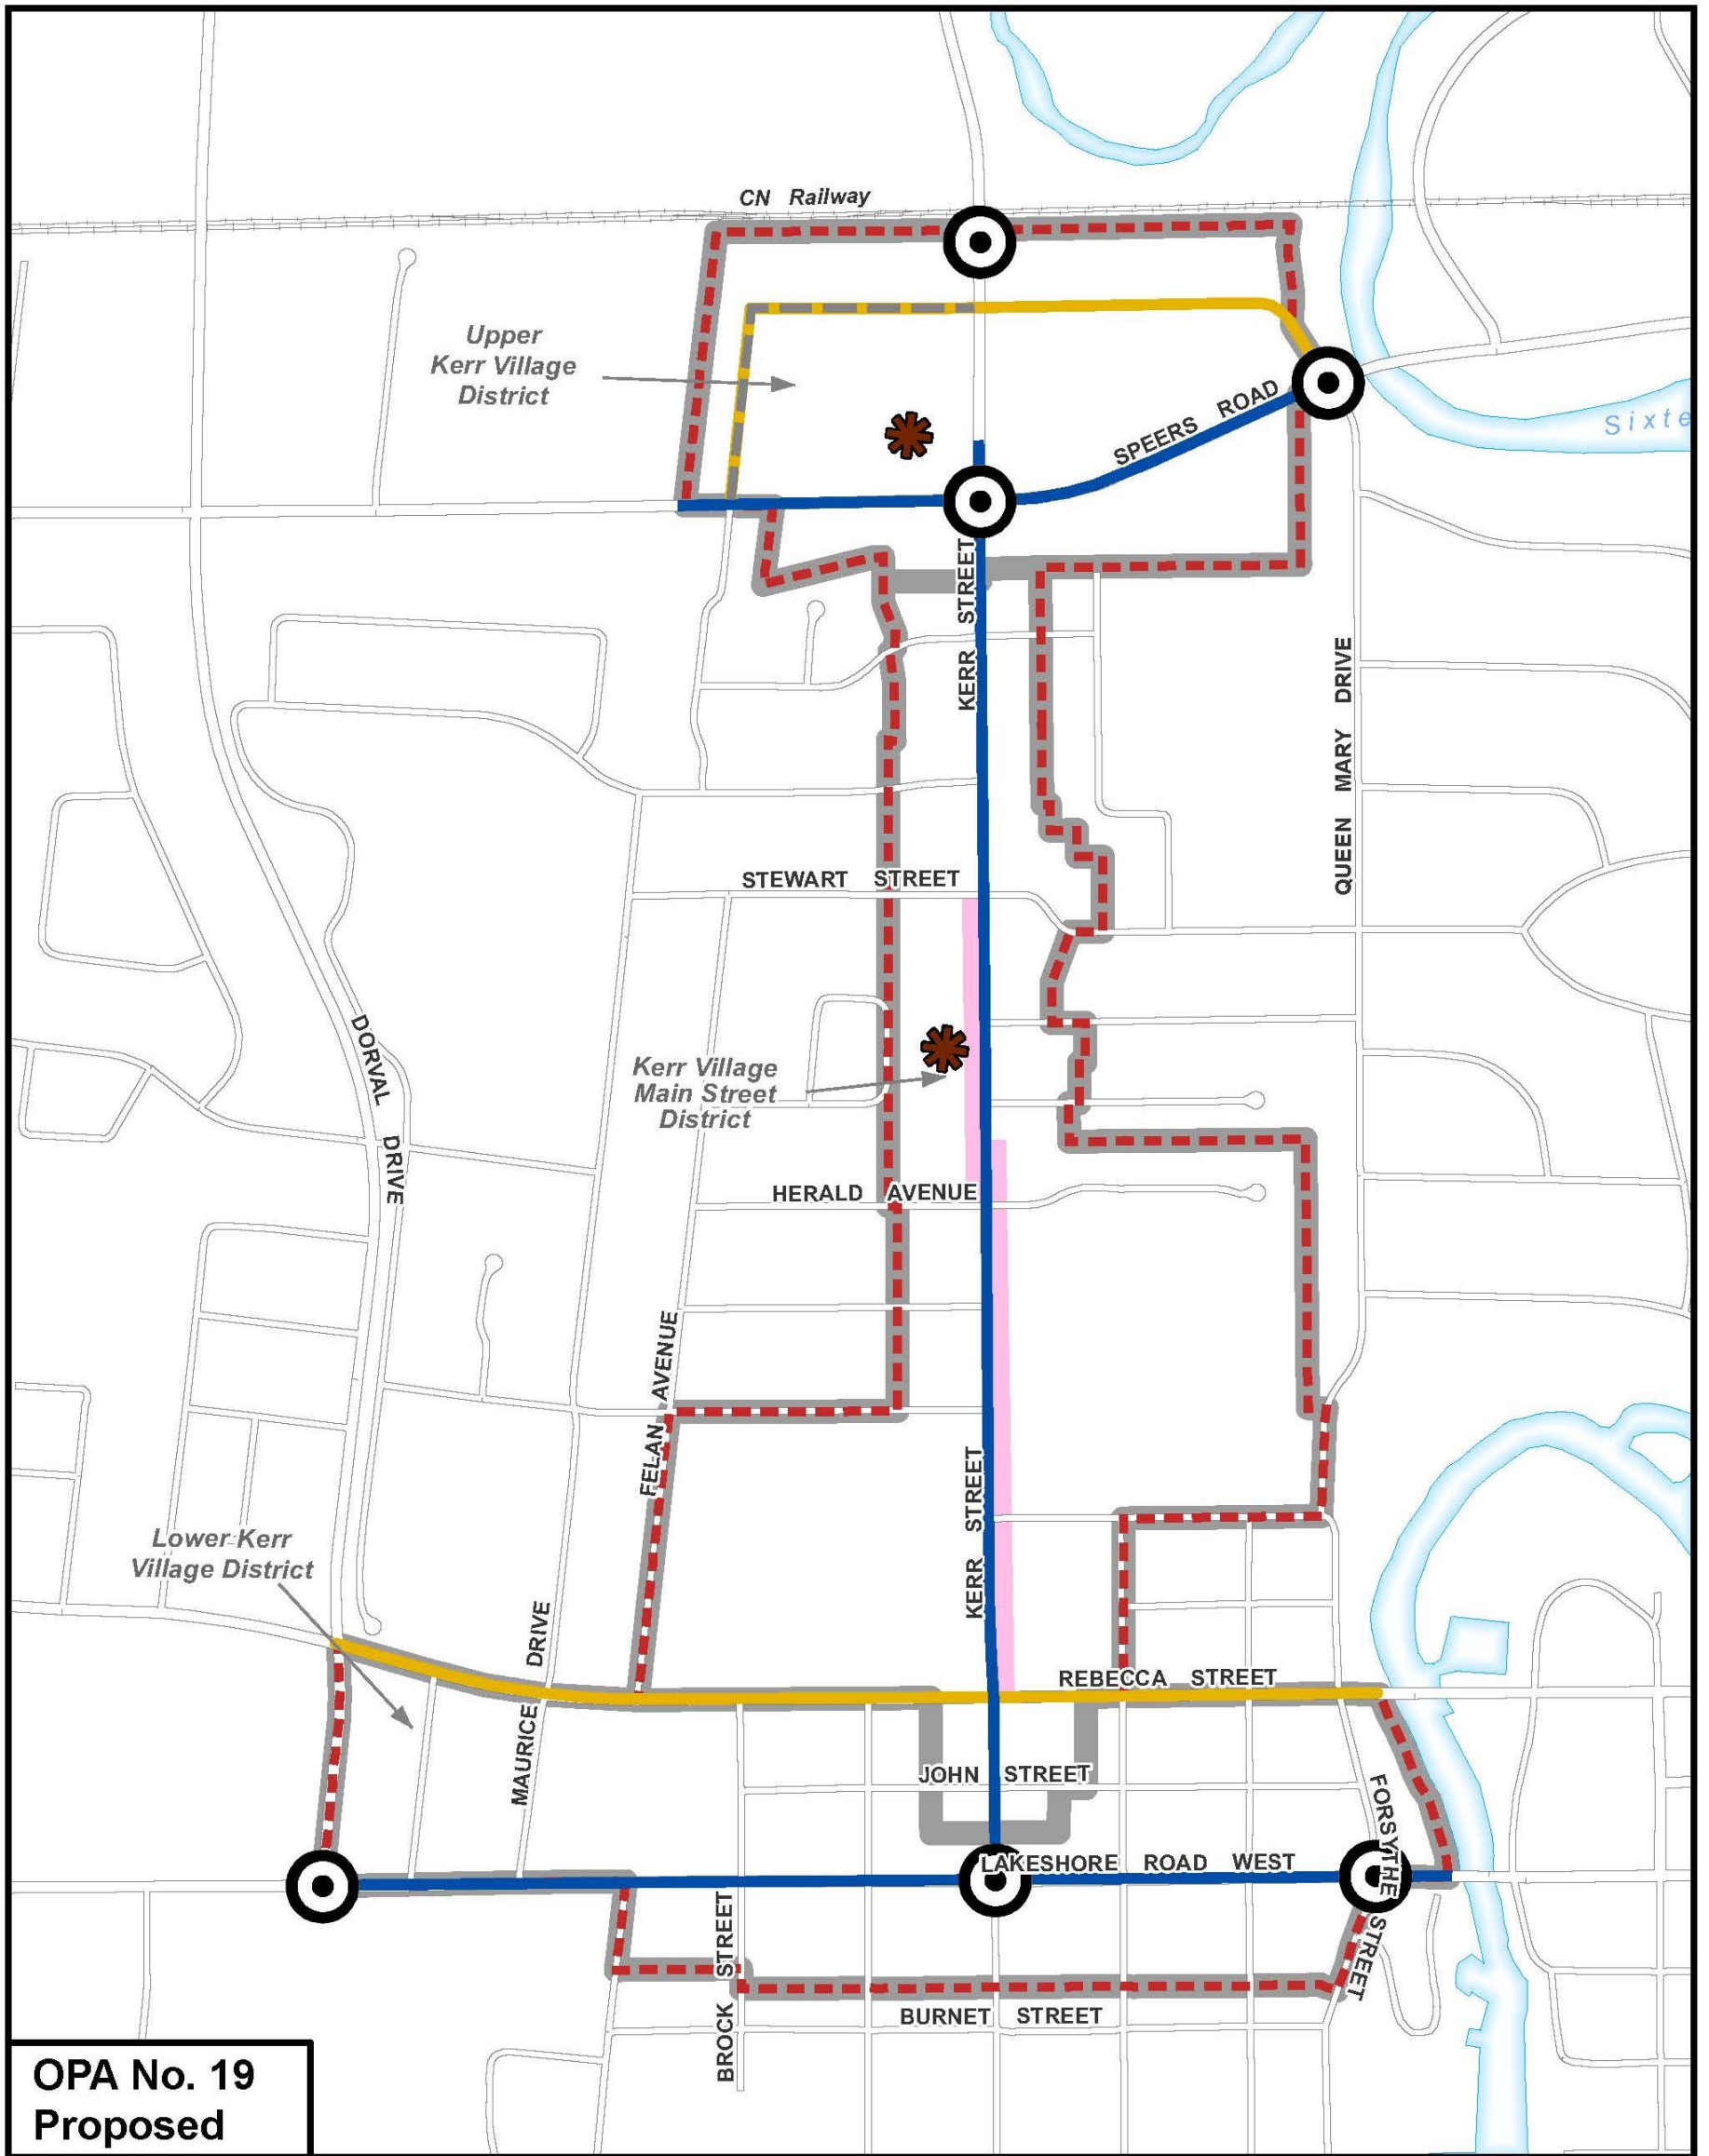 CN Railway
Upper
Kerr Village
District
SPEERS ROAD
Sixte
KERR STREET
QUEEN MARY DRIVE
STEWART STREET
DORVAL DRIVE
Kerr Village
Main Street
District
HERALD AVENUE
FELAN AVENUE
KERR STREET
Lower Kerr
Village District
MAURICE DRIVE
REBECCA STREET
JOHN STREET
FORSYTHE STREET
LAKESHORE ROAD WEST
BROCK STREET
BURNET STREET
OPA No. 19
Proposed